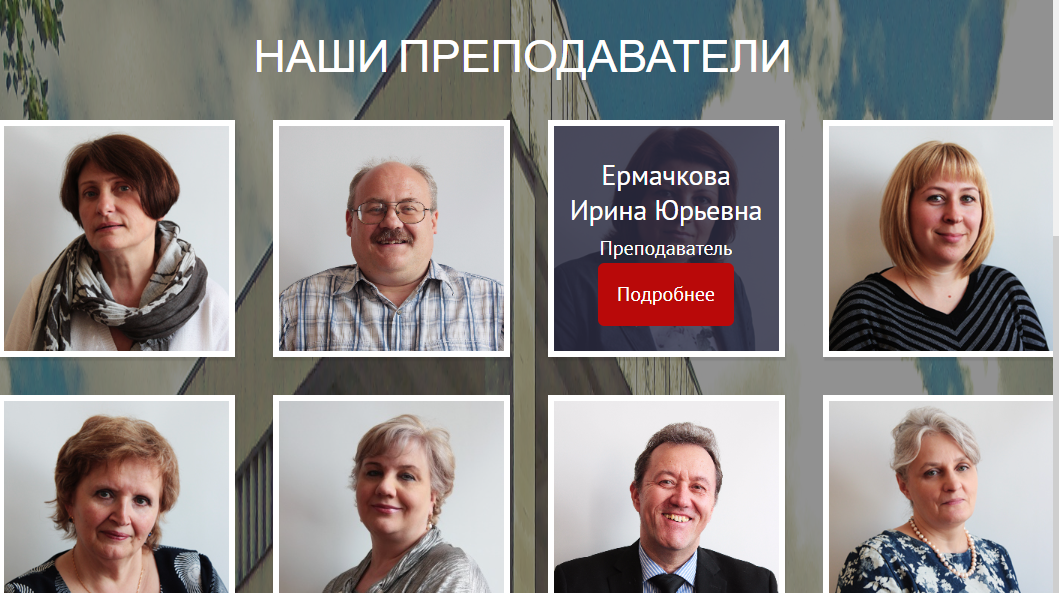 НАШИ ПРЕПОДАВАТЕЛИ
Ермачкова
Ирина Юрьевна
Преподаватель
Подробнее